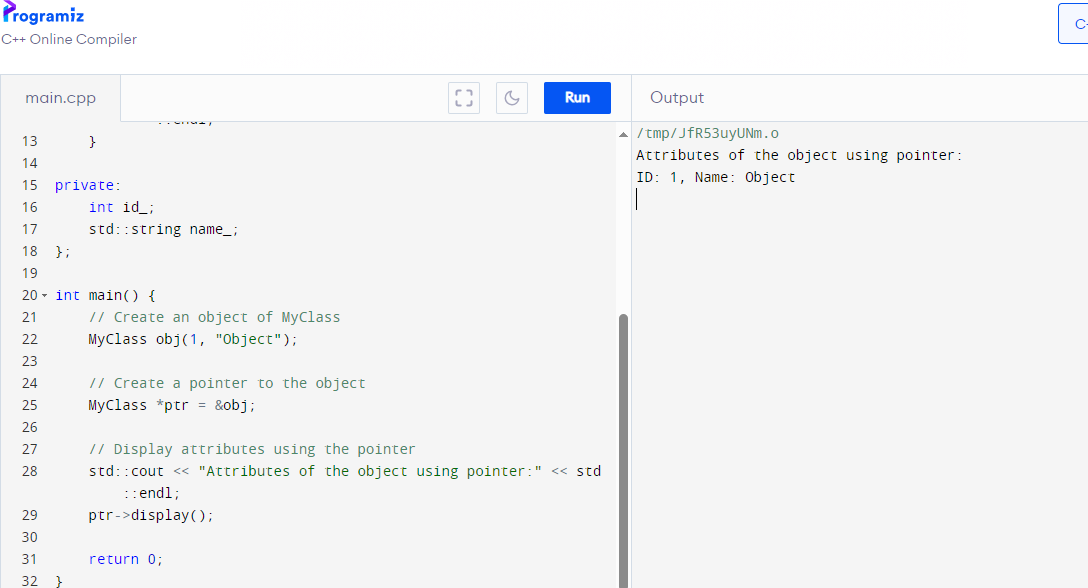 Programiz
C++ Online Compiler
C-
main.cpp
Run
Output
13 }
14
15 private:
16 int id_;
17 std::string name_;
18 };
19
20 int main() {
21 // Create an object of MyClass
22 MyClass obj(1, "Object");
23
24 // Create a pointer to the object
25 MyClass *ptr = &obj;
26
27 // Display attributes using the pointer
28 std::cout << "Attributes of the object using pointer:" << std
::endl;
29 ptr->display();
30
31 return 0;
32 }
/tmp/JfR53uyUNm.o
Attributes of the object using pointer:
ID: 1, Name: Object